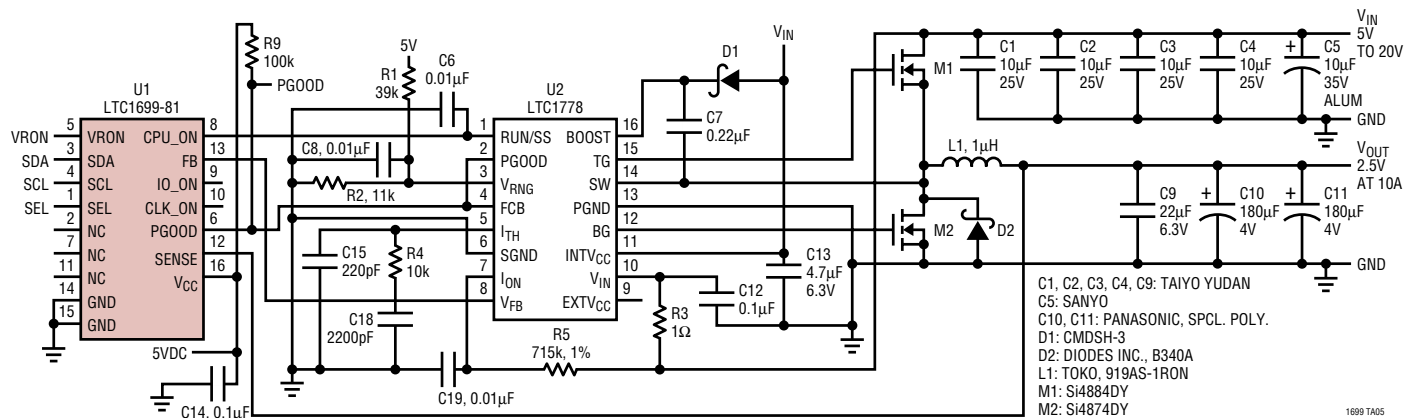 R9
100k
PGOOD
U1
LTC1699-81
VRON
5
VRON
CPU_ON
8
SDA
3
SDA
FB
13
SCL
4
SCL
IO_ON
9
SEL
1
SEL
CLK_ON
10
2
NC
PGOOD
6
7
NC
SENSE
12
11
NC
VCC
16
14
GND
15
GND
5VDC
C14, 0.1µF
5V
R1
39k
C6
0.01µF
C8, 0.01µF
R2, 11k
C15
220pF
R4
10k
C18
2200pF
C19, 0.01µF
R5
715k, 1%
U2
LTC1778
1
RUN/SS
BOOST
16
2
PGOOD
TG
15
3
VRNG
SW
14
4
FCB
PGND
13
5
ITH
BG
12
6
SGND
INTVCC
11
7
ION
VIN
10
8
VFB
EXTVCC
9
D1
VIN
C7
0.22µF
C12
0.1µF
R3
1Ω
C13
4.7µF
6.3V
M1
M2
D2
L1, 1µH
C1
10µF
25V
C2
10µF
25V
C3
10µF
25V
C4
10µF
25V
+
C5
10µF
35V
ALUM
VIN
5V
TO 20V
GND
VOUT
2.5V
AT 10A
C9
22µF
6.3V
+
C10
180µF
4V
+
C11
180µF
4V
GND
C1, C2, C3, C4, C9: TAIYO YUDAN
C5: SANYO
C10, C11: PANASONIC, SPCL. POLY.
D1: CMDSH-3
D2: DIODES INC., B340A
L1: TOKO, 919AS-1RON
M1: Si4884DY
M2: Si4874DY
1699 TA05